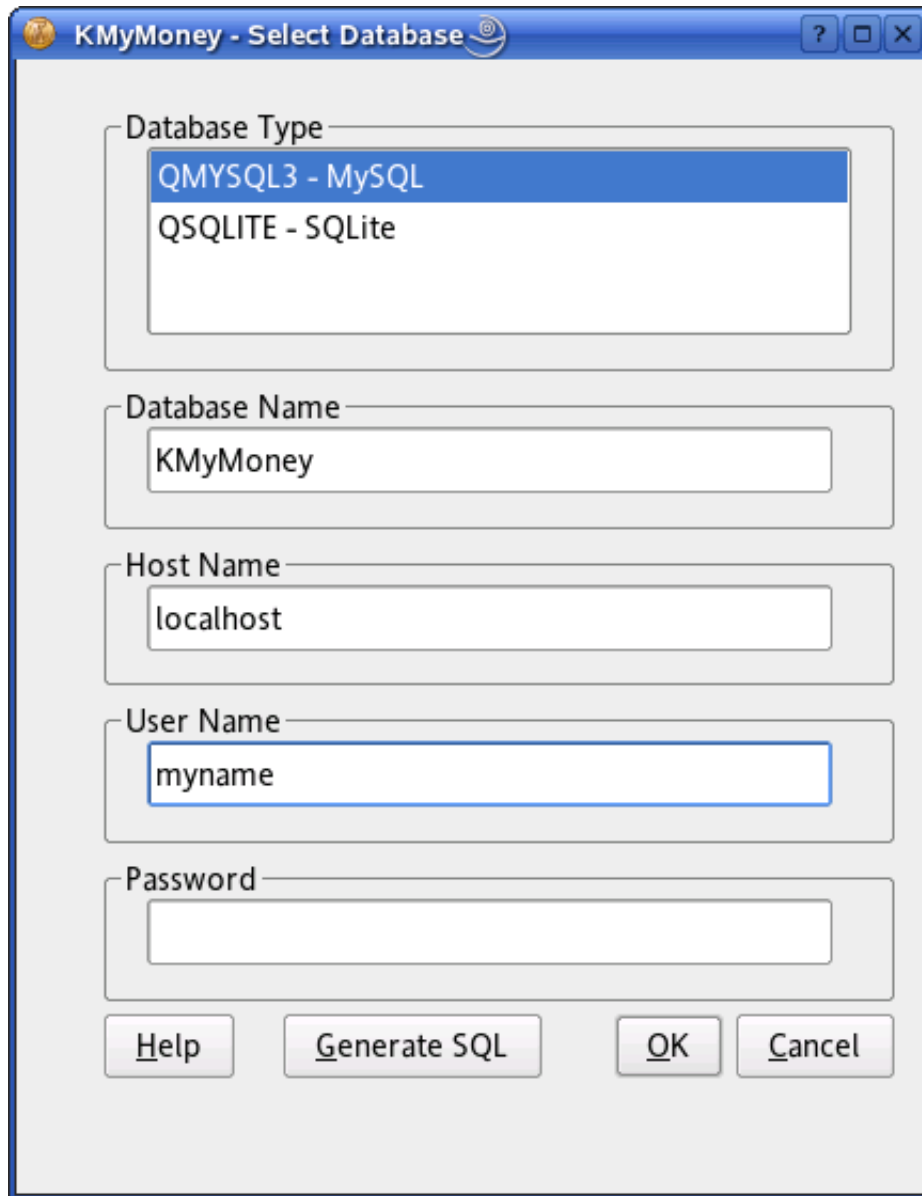 KMyMoney - Select Database
?
Database Type
QMYSQL3 - MySQL
QSQLITE - SQLite
Database Name
KMyMoney
Host Name
localhost
User Name
myname
Password
Help Generate SQL OK Cancel